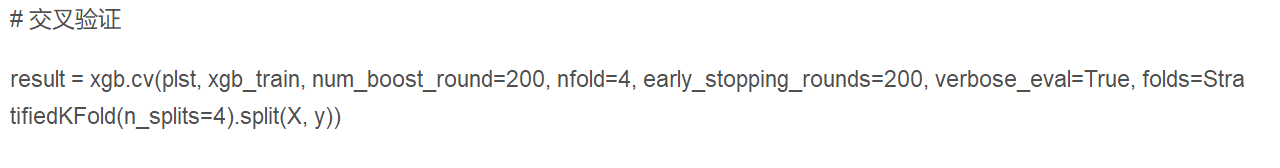 # 交叉验证
result = xgb.cv(plst, xgb_train, num_boost_round=200, nfold=4, early_stopping_rounds=200, verbose_eval=True, folds=Stra
tifiedKFold(n_splits=4).split(X, y))